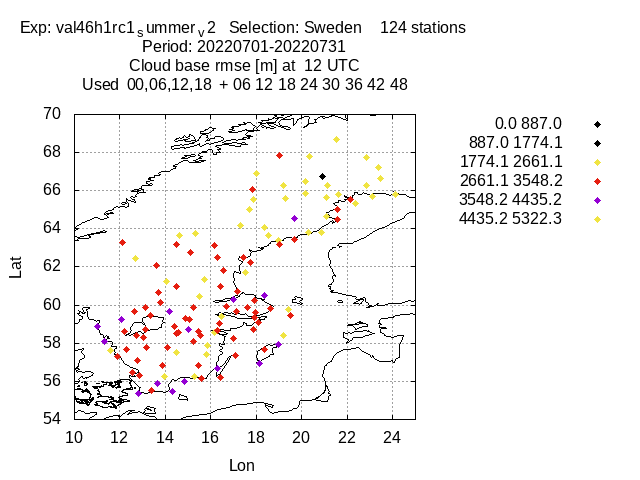 Exp: val46h1rc1summerv2   Selection: Sweden    124 stations
Period: 20220701-20220731
Cloud base rmse [m] at  12 UTC
Used  00,06,12,18  + 06 12 18 24 30 36 42 48
0.0 887.0
887.0 1774.1
1774.1 2661.1
2661.1 3548.2
3548.2 4435.2
4435.2 5322.3
70
68
66
64
62
60
58
56
54
Lat
10 12 14 16 18 20 22 24
Lon